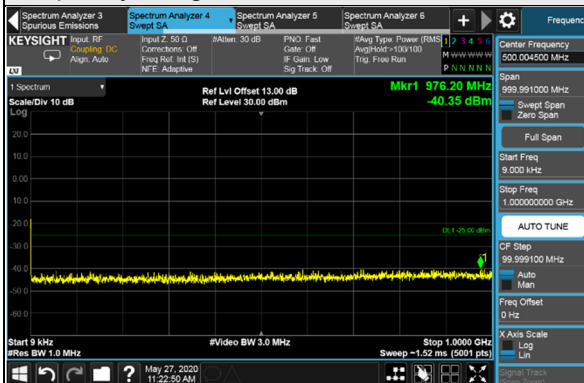 Spectrum Analyzer 3
Spurious Emissions
Spectrum Analyzer 4
Swept SA
Spectrum Analyzer 5
Swept SA
Spectrum Analyzer 6
Swept SA
+
Frequenc
KEYSIGHT
Input: RF
Coupling: DC
Align: Auto
Input Z: 50 Ω
Corrections: Off
Freq Ref: Int (S)
NFE: Adaptive
#Atten: 30 dB
PNO: Fast
Gate: Off
IF Gain: Low
Sig Track: Off
#Avg Type: Power (RMS
Avg|Hold:>100/100
Trig: Free Run
1 2 3 4 5 6
M W W W W W
P N N N N N
LV
1 Spectrum
Scale/Div 10 dB
Log
Ref Lvl Offset 13.00 dB
Ref Level 30.00 dBm
Mkr1 976.20 MHz
-40.35 dBm
20.0
10.0
0.00
-10.0
-20.0
-30.0
-40.0
-50.0
-60.0
DL1 -25.00 dBm
1
Start 9 kHz
#Res BW 1.0 MHz
#Video BW 3.0 MHz
Stop 1.0000 GHz
Sweep ~1.52 ms (5001 pts)
Center Frequency
500.004500 MHz
Span
999.991000 MHz
Swept Span
Zero Span
Full Span
Start Freq
9.000 kHz
Stop Freq
1.000000000 GHz
AUTO TUNE
CF Step
99.999100 MHz
Auto
Man
Freq Offset
0 Hz
X Axis Scale
Log
Lin
Signal Track
?
May 27, 2020
11:22:50 AM